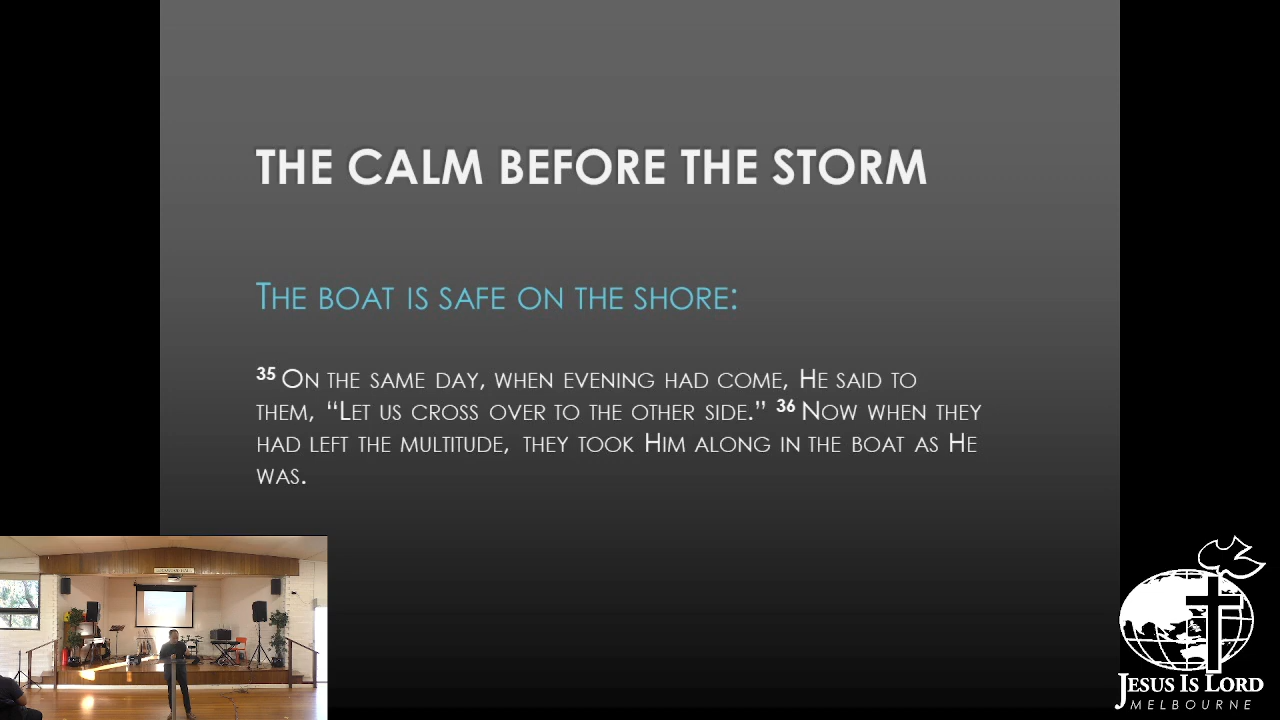 THE CALM BEFORE THE STORM
THE BOAT IS SAFE ON THE SHORE:
35 ON THE SAME DAY, WHEN EVENING HAD COME, HE SAID TO
THEM, “LET US CROSS OVER TO THE OTHER SIDE.” 36 NOW WHEN THEY
HAD LEFT THE MULTITUDE, THEY TOOK HIM ALONG IN THE BOAT AS HE
WAS.
JESUS IS LORD
MELBOURNE